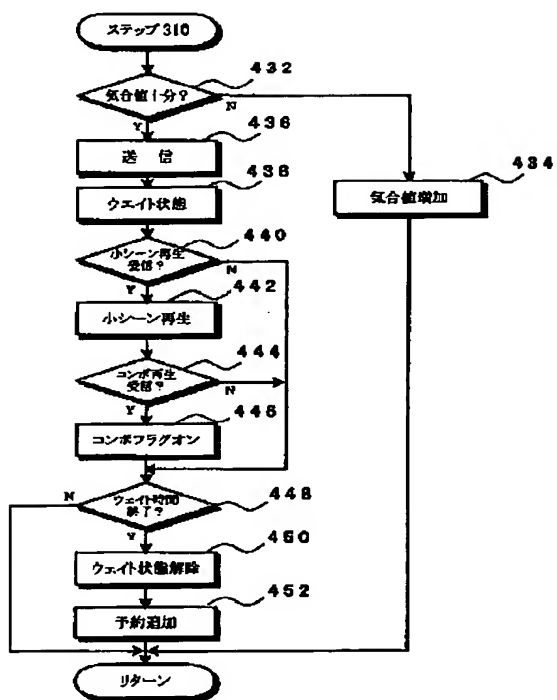 ステップ310
432
気合値十分?
N
Y
436
送 信
434
気合値増加
438
ウエイト状態
440
小シーン再生
受信?
N
Y
442
小シーン再生
444
コンボ再生
受信?
N
Y
446
コンボフラグオン
N
448
ウェイト時間
終了?
Y
450
ウェイト状態解除
452
予約追加
リターン